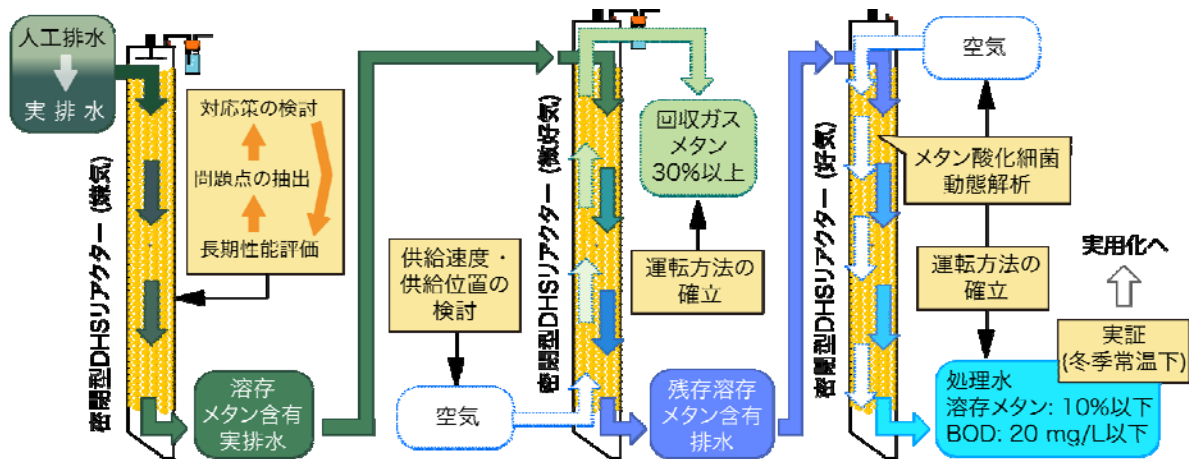 人工排水
実排水
対応策の検討
問題点の抽出
長期性能評価
密閉型DHSリアクター (嫌気)
溶存
メタン含有
実排水
供給速度・
供給位置の
検討
空気
密閉型DHSリアクター (微好気)
回収ガス
メタン
30%以上
運転方法の
確立
残存溶存
メタン含有
排水
密閉型DHSリアクター (好気)
空気
メタン酸化細菌
動態解析
運転方法の
確立
処理水
溶存メタン: 10%以下
BOD: 20 mg/L以下
実用化へ
実証
(冬季常温下)